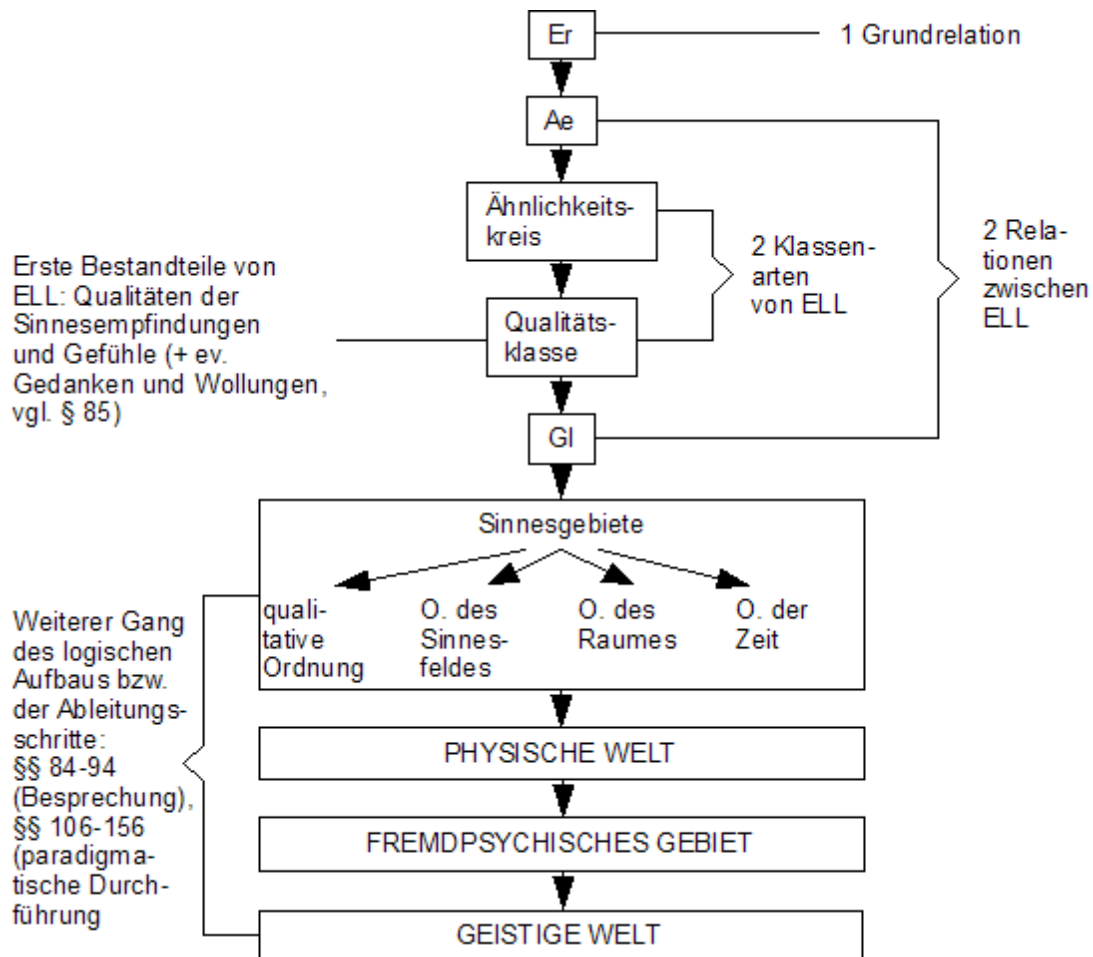 Er
1 Grundrelation
Ae
Ähnlichkeits-
kreis
2 Klassen-
arten
von ELL
2 Rela-
tionen
zwischen
ELL
Erste Bestandteile von
ELL: Qualitäten der
Sinnesempfindungen
und Gefühle (+ ev.
Gedanken und Wollungen,
vgl. § 85)
Qualitäts-
klasse
Gl
Sinnesgebiete
quali-
tative
Ordnung
O. des
Sinnes-
feldes
O. des
Raumes
O. der
Zeit
Weiterer Gang
des logischen
Aufbaus bzw.
der Ableitungs-
schritte:
§§ 84-94
(Besprechung),
§§ 106-156
(paradigma-
tische Durch-
führung
PHYSISCHE WELT
FREMDPSYCHISCHES GEBIET
GEISTIGE WELT